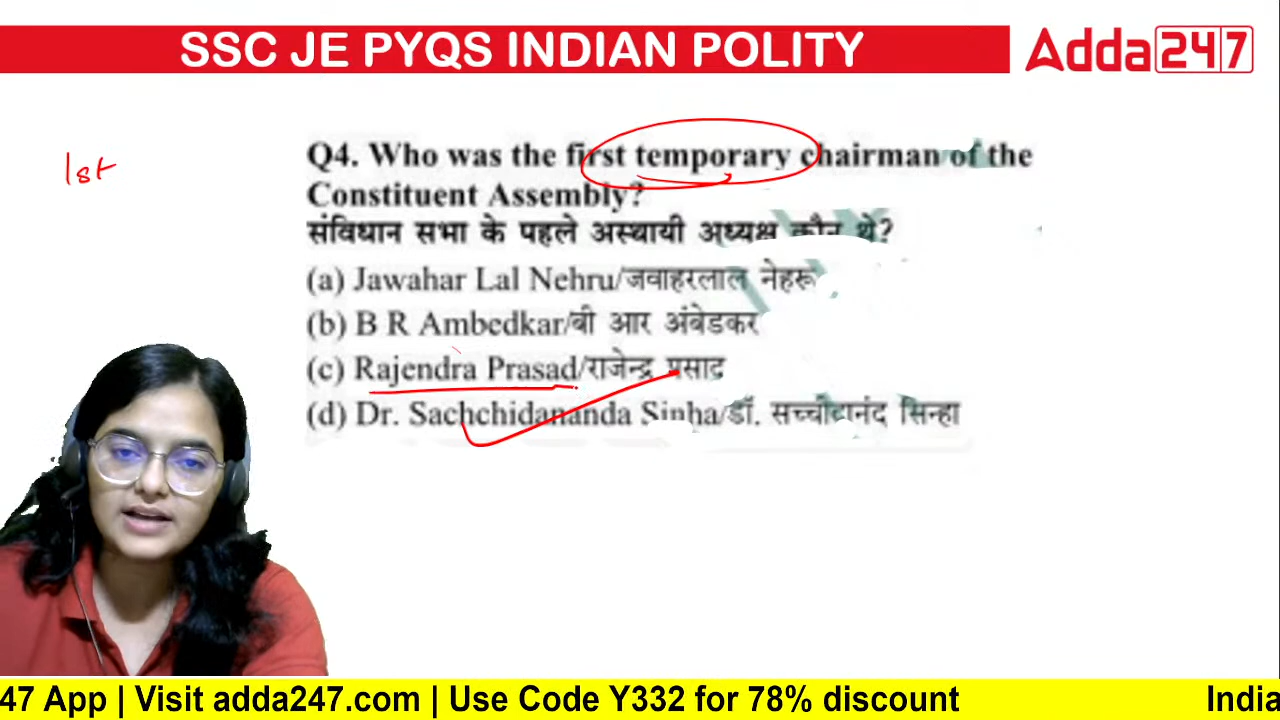 SSC JE PYQS INDIAN POLITY
Adda247
1st
Q4. Who was the first temporary chairman of the
Constituent Assembly?
संविधान सभा के पहले अस्थायी अध्यक्ष कौन थे?
(a) Jawahar Lal Nehru/जवाहरलाल नेहरू
(b) B R Ambedkar/बी आर अंबेडकर
(c) Rajendra Prasad/राजेन्द्र प्रसाद
(d) Dr. Sachchidananda Sinha/डॉ. सच्चीदानंद सिन्हा
47 App | Visit adda247.com | Use Code Y332 for 78% discount India